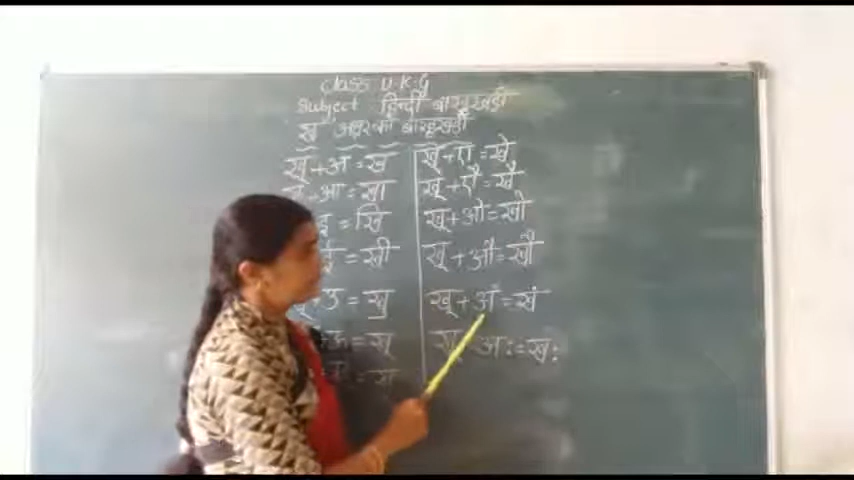 Class U.K.G
Subject : हिन्दी बारहखडी
ख अक्षर की बारहखडी
ख्+अ=ख
आ=खा
इ=खि
ई=खी
उ=खु
ख्+ए=खे
ख्+ऐ=खै
ख्+ओ=खो
ख्+औ=खौ
ख्+अं=खं
अः=खः